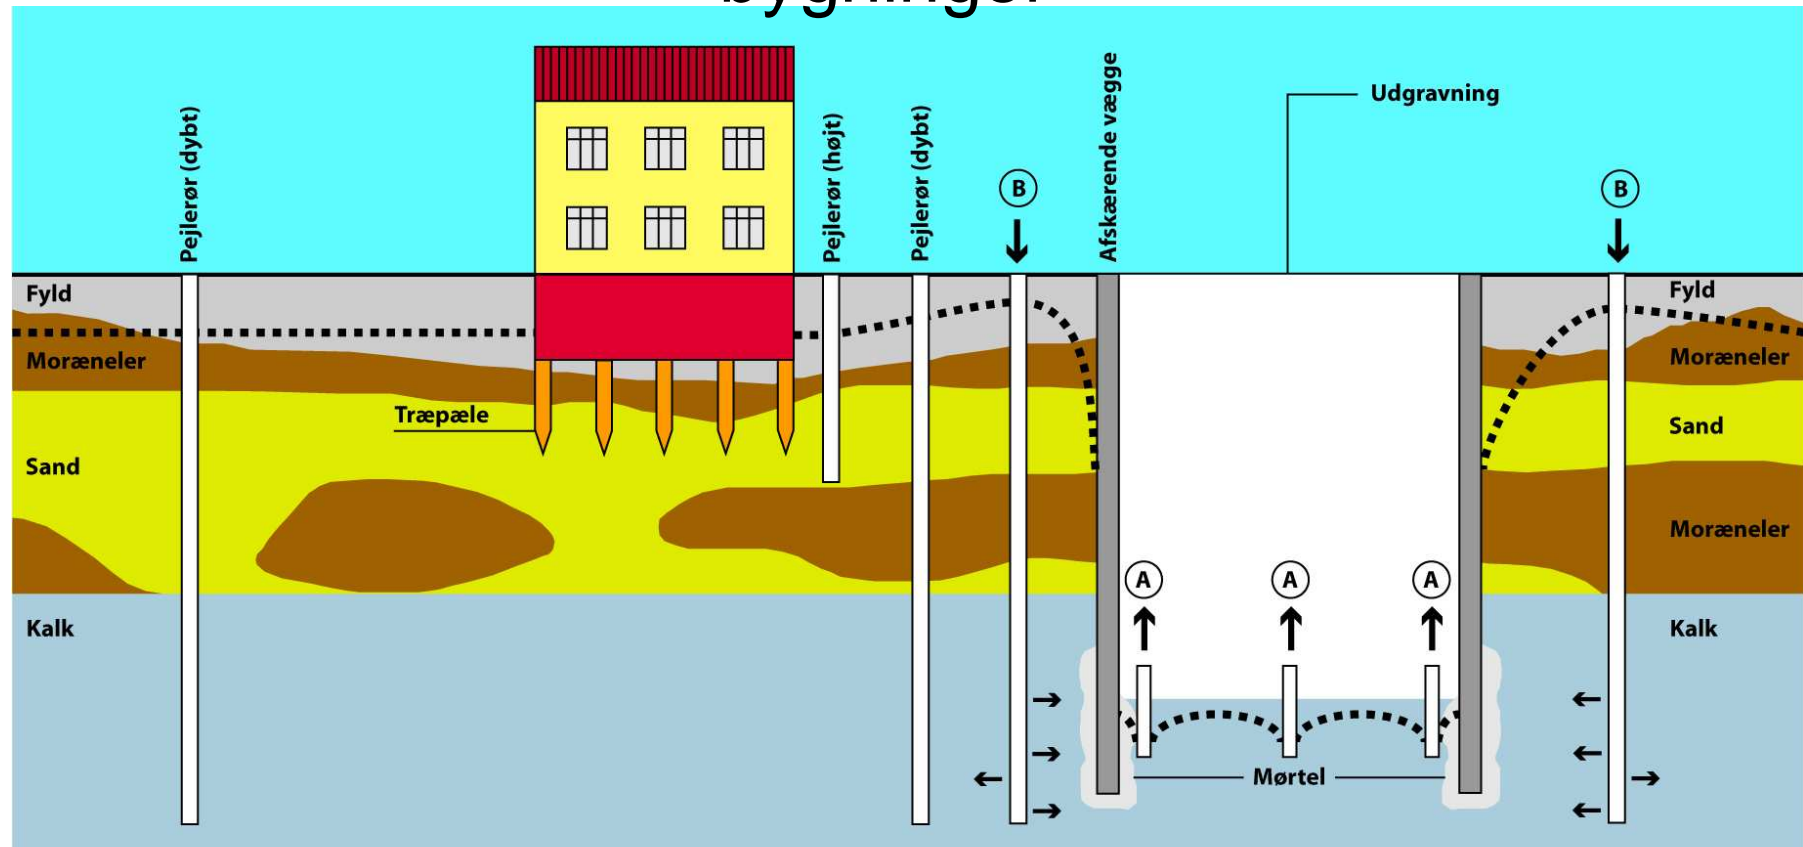 bygninger
Pejlerør (dybt)
Pejlerør (højt)
Pejlerør (dybt)
B
Afskærende vægge
Udgravning
B
Fyld
Moræneler
Træpæle
Sand
Kalk
A
A
A
Mørtel
Fyld
Moræneler
Sand
Moræneler
Kalk